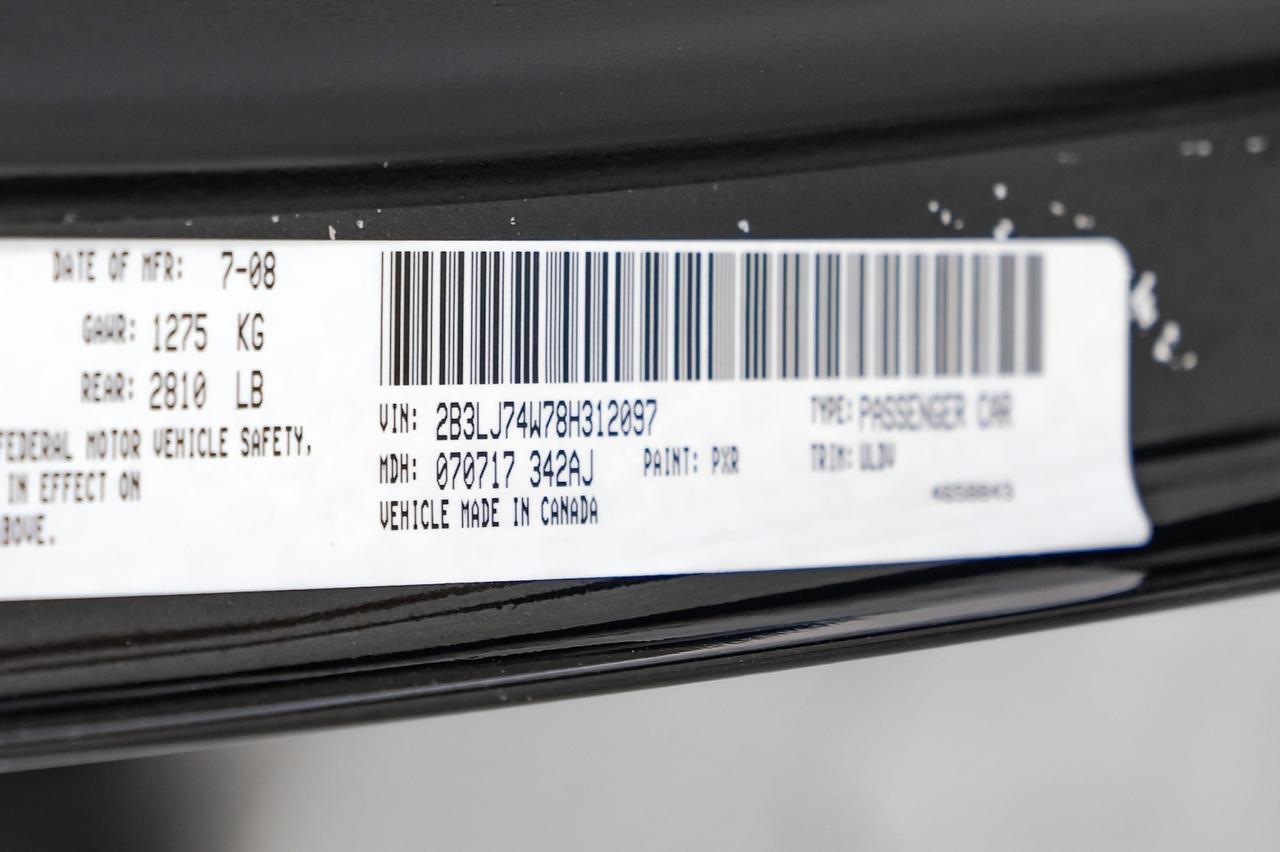 DATE OF MFR: 7-08
GAWR: 1275 KG
REAR: 2810 LB
FEDERAL MOTOR VEHICLE SAFETY,
IN EFFECT ON
ABOVE.
VIN: 2B3LJ74W78H312097 TYPE: PASSENGER CAR
MDH: 070717 342AJ PAINT: PXR TRIM: ULDV
VEHICLE MADE IN CANADA